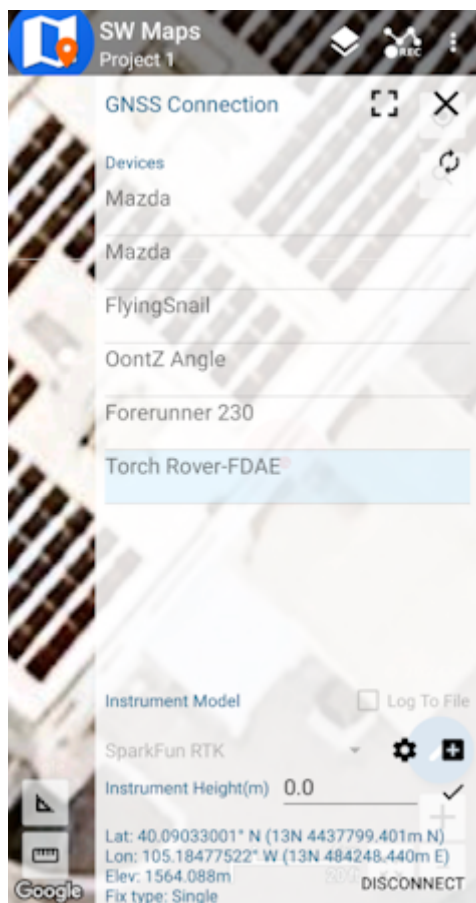 SW Maps
Project 1
REC
GNSS Connection
Devices
Mazda
Mazda
FlyingSnail
OontZ Angle
Forerunner 230
Torch Rover-FDAE
Instrument Model
Log To File
SparkFun RTK
Instrument Height(m) 0.0
Lat: 40.09033001° N (13N 4437799.401m N)
Lon: 105.18477522° W (13N 484248.440m E)
Elev: 1564.088m
DISCONNECT
Google
Fix type: Single